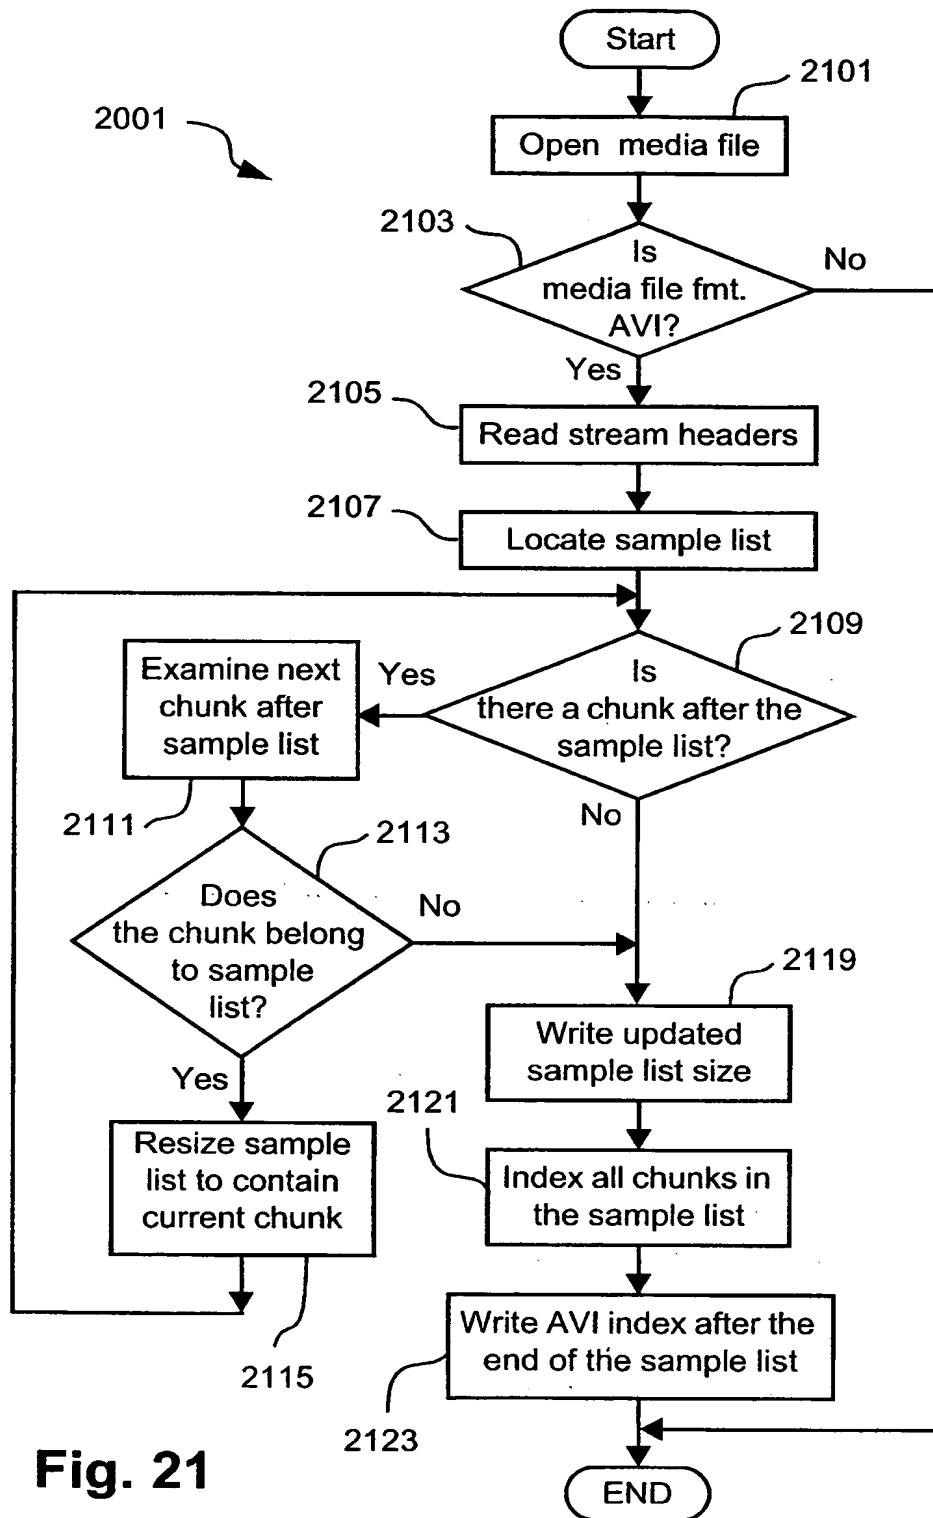 Start
2101
2001
Open media file
2103
Is
media file fmt.
AVI?
No
Yes
2105
Read stream headers
2107
Locate sample list
2109
Is
there a chunk after the
sample list?
Yes
Examine next
chunk after
sample list
2111
No
2113
Does
the chunk belong
to sample
list?
No
2119
Write updated
sample list size
Yes
2121
Resize sample
list to contain
current chunk
Index all chunks in
the sample list
2115
Write AVI index after the
end of the sample list
2123
Fig. 21
END